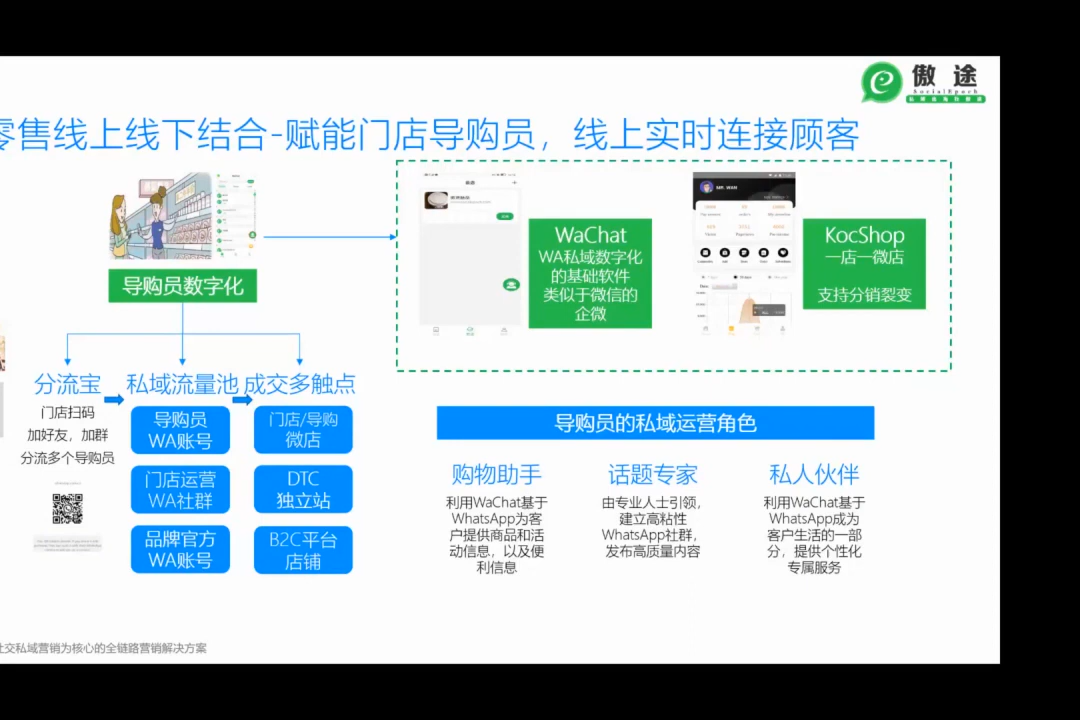 傲 途
SocialEpoch
零售线上线下结合-赋能门店导购员，线上实时连接顾客
导购员数字化
WaChat
WA私域数字化
的基础软件
类似于微信的
企微
MR. WAN
KocShop
一店一微店
支持分销裂变
分流宝
门店扫码
加好友，加群
分流多个导购员
私域流量池
导购员
WA账号
门店运营
WA社群
品牌官方
WA账号
成交多触点
门店/导购
微店
DTC
独立站
B2C平台
店铺
导购员的私域运营角色
购物助手
利用WaChat基于
WhatsApp为客
户提供商品和活
动信息，以及便
利信息
话题专家
由专业人士引领，
建立高粘性
WhatsApp社群，
发布高质量内容
私人伙伴
利用WaChat基于
WhatsApp成为
客户生活的一部
分，提供个性化
专属服务
社交私域营销为核心的全链路营销解决方案